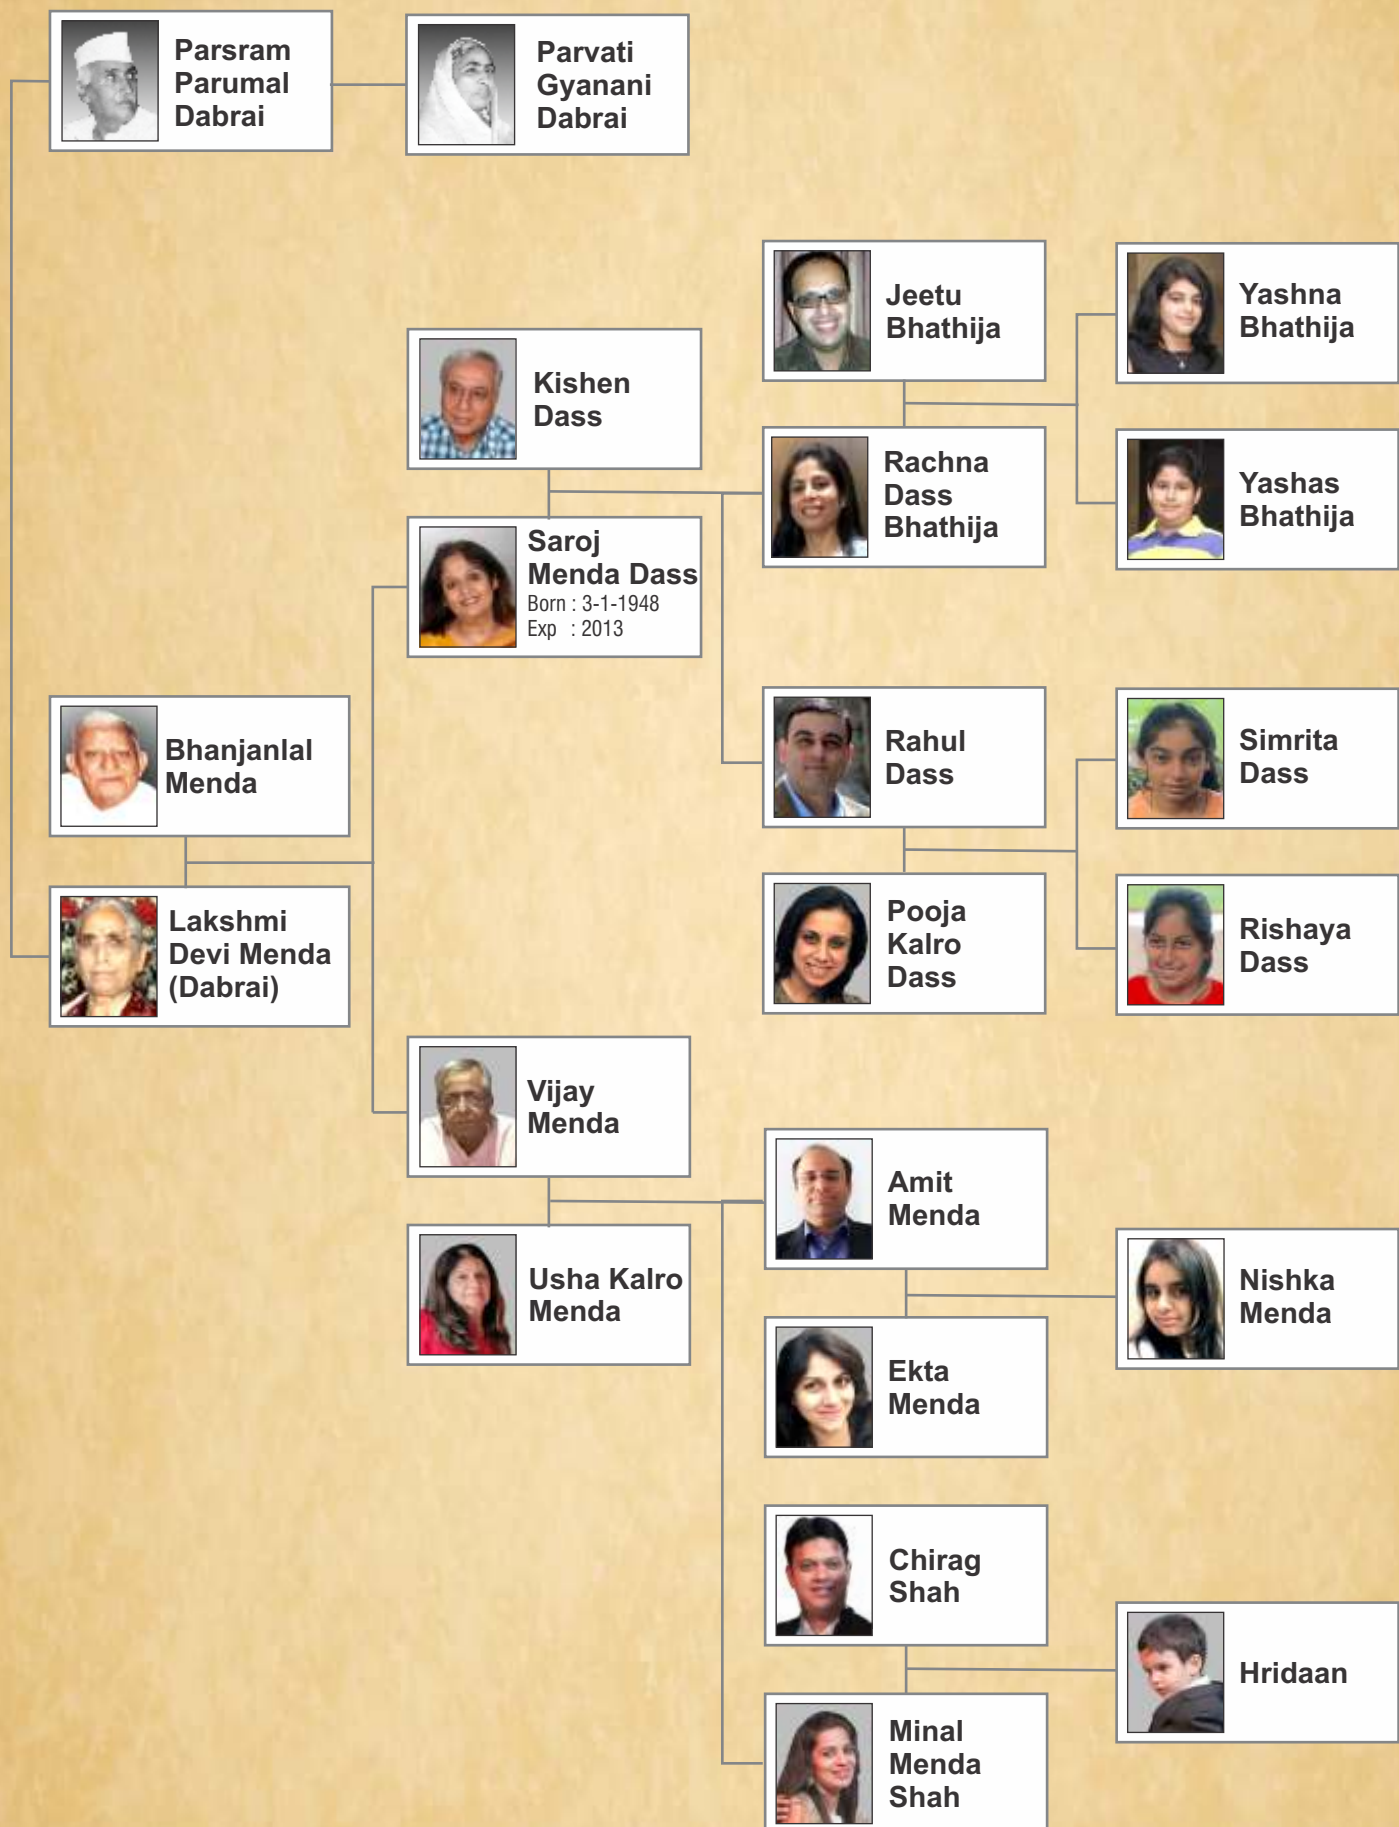 Parsram
Parumal
Dabrai
Parvati
Gyanani
Dabrai
Jeetu
Bhathija
Yashna
Bhathija
Kishen
Dass
Rachna
Dass
Bhathija
Yashas
Bhathija
Saroj
Menda Dass
Born : 3-1-1948
Exp : 2013
Bhanjanlal
Menda
Rahul
Dass
Simrita
Dass
Lakshmi
Devi Menda
(Dabrai)
Pooja
Kalro
Dass
Rishaya
Dass
Vijay
Menda
Amit
Menda
Usha Kalro
Menda
Nishka
Menda
Ekta
Menda
Chirag
Shah
Hridaan
Minal
Menda
Shah